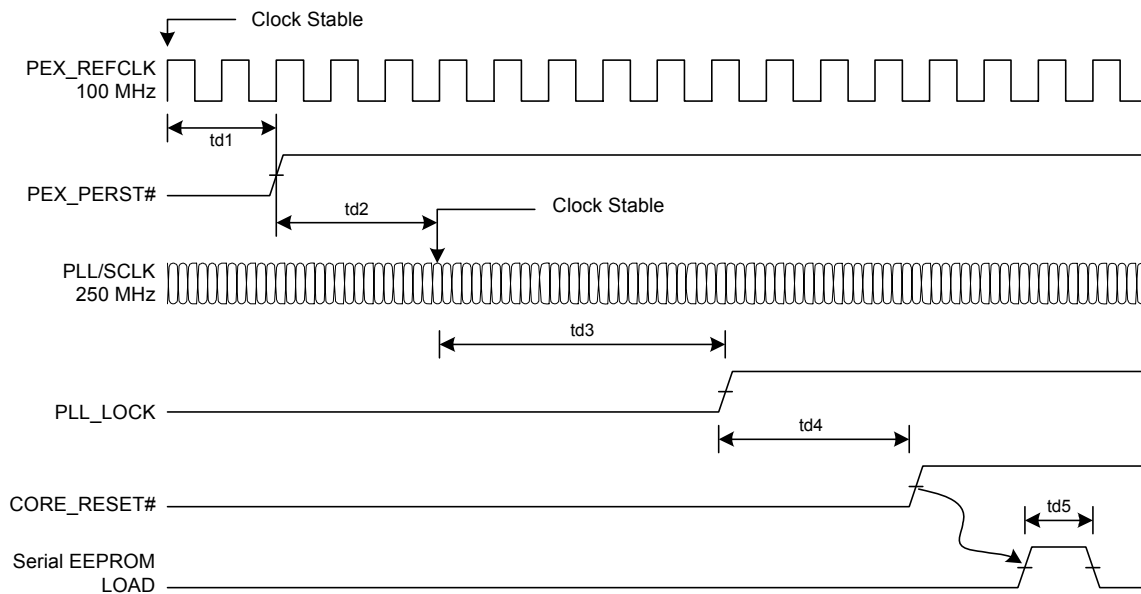 Clock Stable
PEX_REFCLK
100 MHz
td1
PEX_PERST#
td2
Clock Stable
PLL/SCLK
250 MHz
td3
PLL_LOCK
td4
CORE_RESET#
td5
Serial EEPROM
LOAD